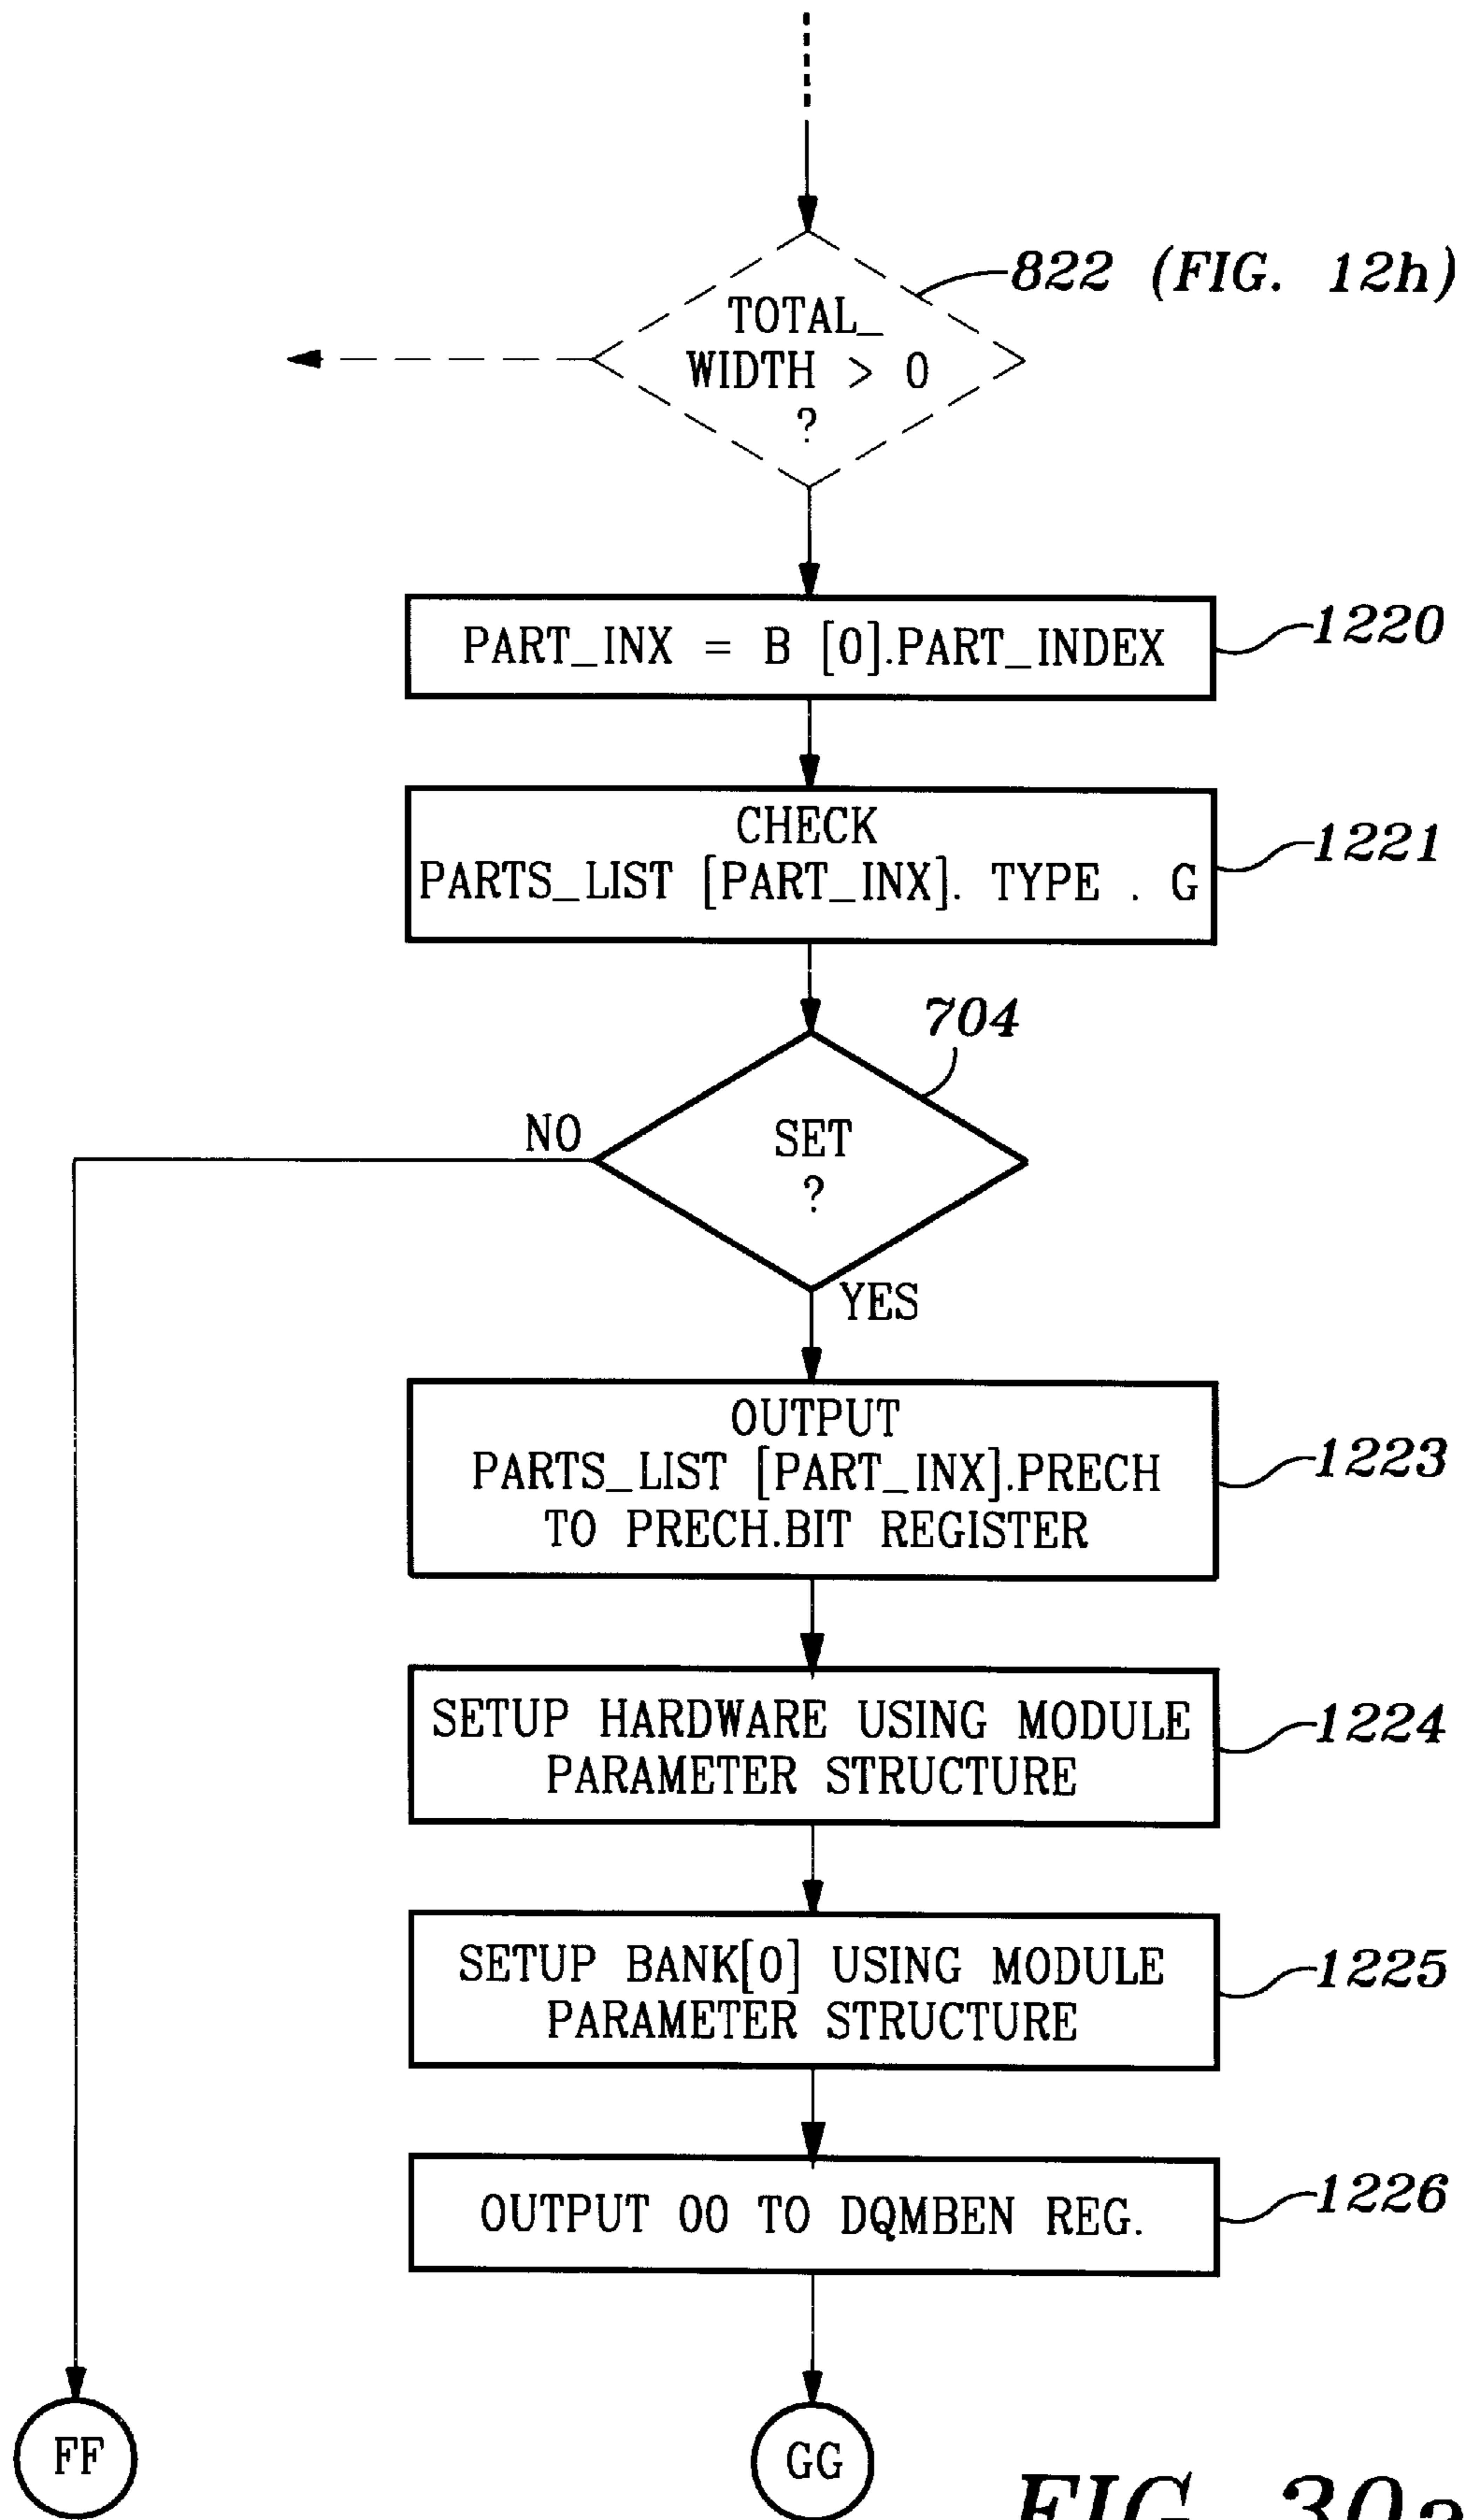 822 (FIG. 12h)
TOTAL_
WIDTH > 0
?
PART_INX = B [0].PART_INDEX
1220
CHECK
PARTS_LIST [PART_INX]. TYPE . G
1221
704
NO
SET
?
YES
OUTPUT
PARTS_LIST [PART_INX].PRECH
TO PRECH.BIT REGISTER
1223
SETUP HARDWARE USING MODULE
PARAMETER STRUCTURE
1224
SETUP BANK[0] USING MODULE
PARAMETER STRUCTURE
1225
OUTPUT 00 TO DQMBEN REG.
1226
FF
GG
FIG. 30a